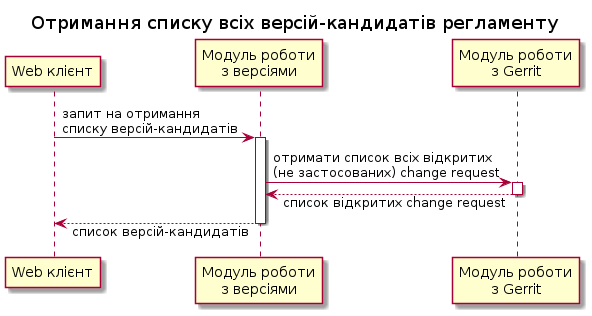 Отримання списку всіх версій-кандидатів регламенту
Web клієнт
Модуль роботи
з версіями
Модуль роботи
з Gerrit
запит на отримання
списку версій-кандидатів
отримати список всіх відкритих
(не застосованих) change request
список відкритих change request
список версій-кандидатів
Web клієнт
Модуль роботи
з версіями
Модуль роботи
з Gerrit